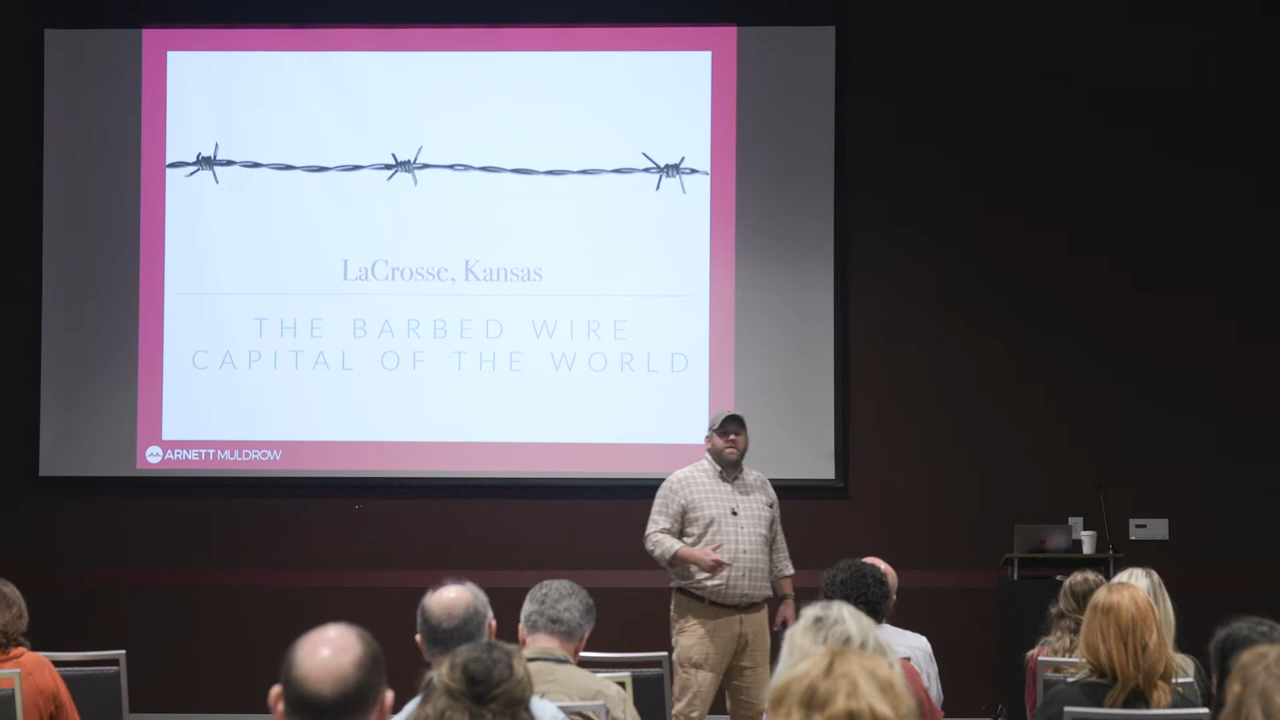 LaCrosse, Kansas
THE BARBED WIRE
CAPITAL OF THE WORLD
ARNETT MULDROW